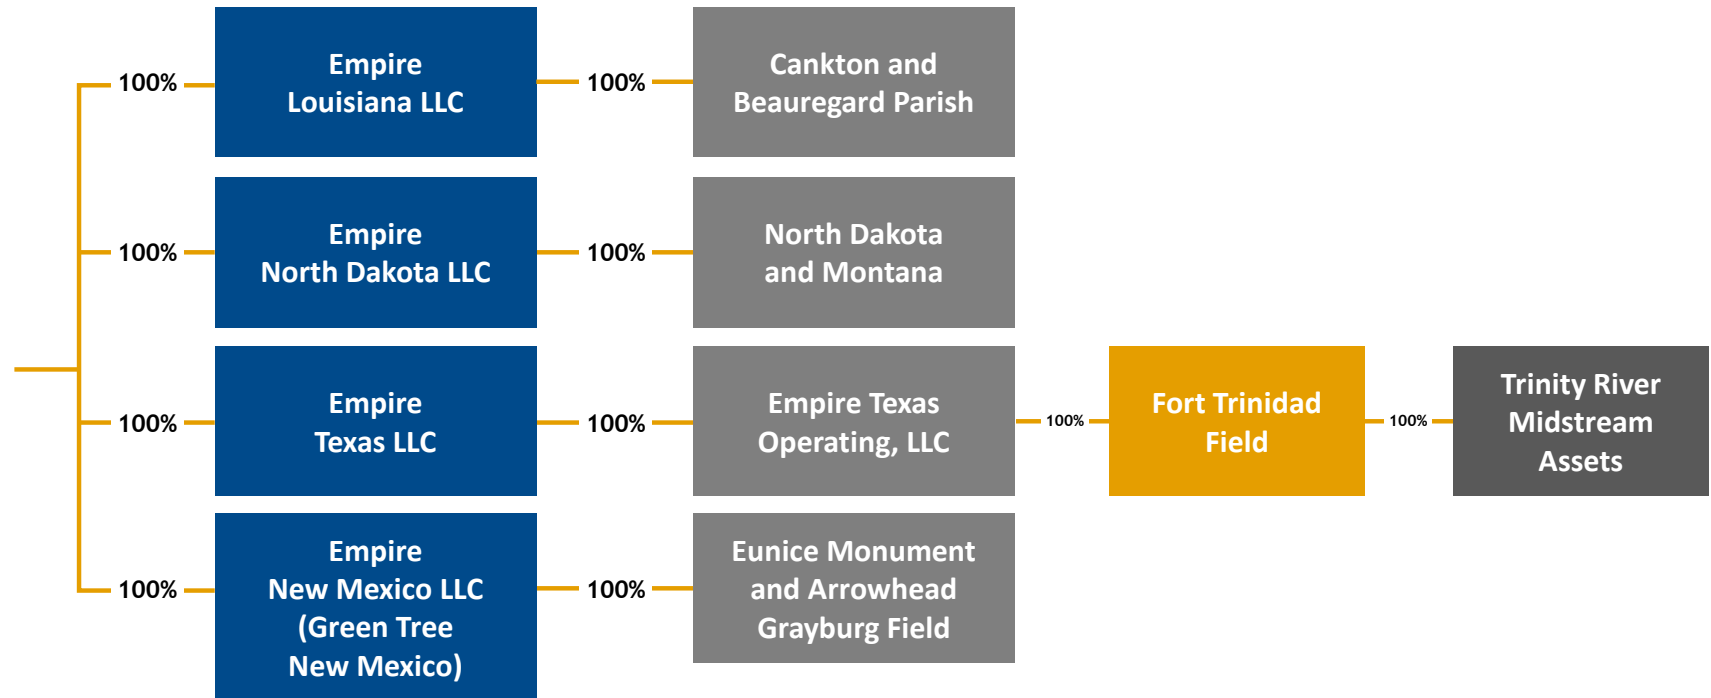 100%
Empire
Louisiana LLC
100%
Cankton and
Beauregard Parish
100%
Empire
North Dakota LLC
100%
North Dakota
and Montana
100%
Empire
Texas LLC
100%
Empire Texas
Operating, LLC
100%
Fort Trinidad
Field
100%
Trinity River
Midstream
Assets
100%
Empire
New Mexico LLC
(Green Tree
New Mexico)
100%
Eunice Monument
and Arrowhead
Grayburg Field